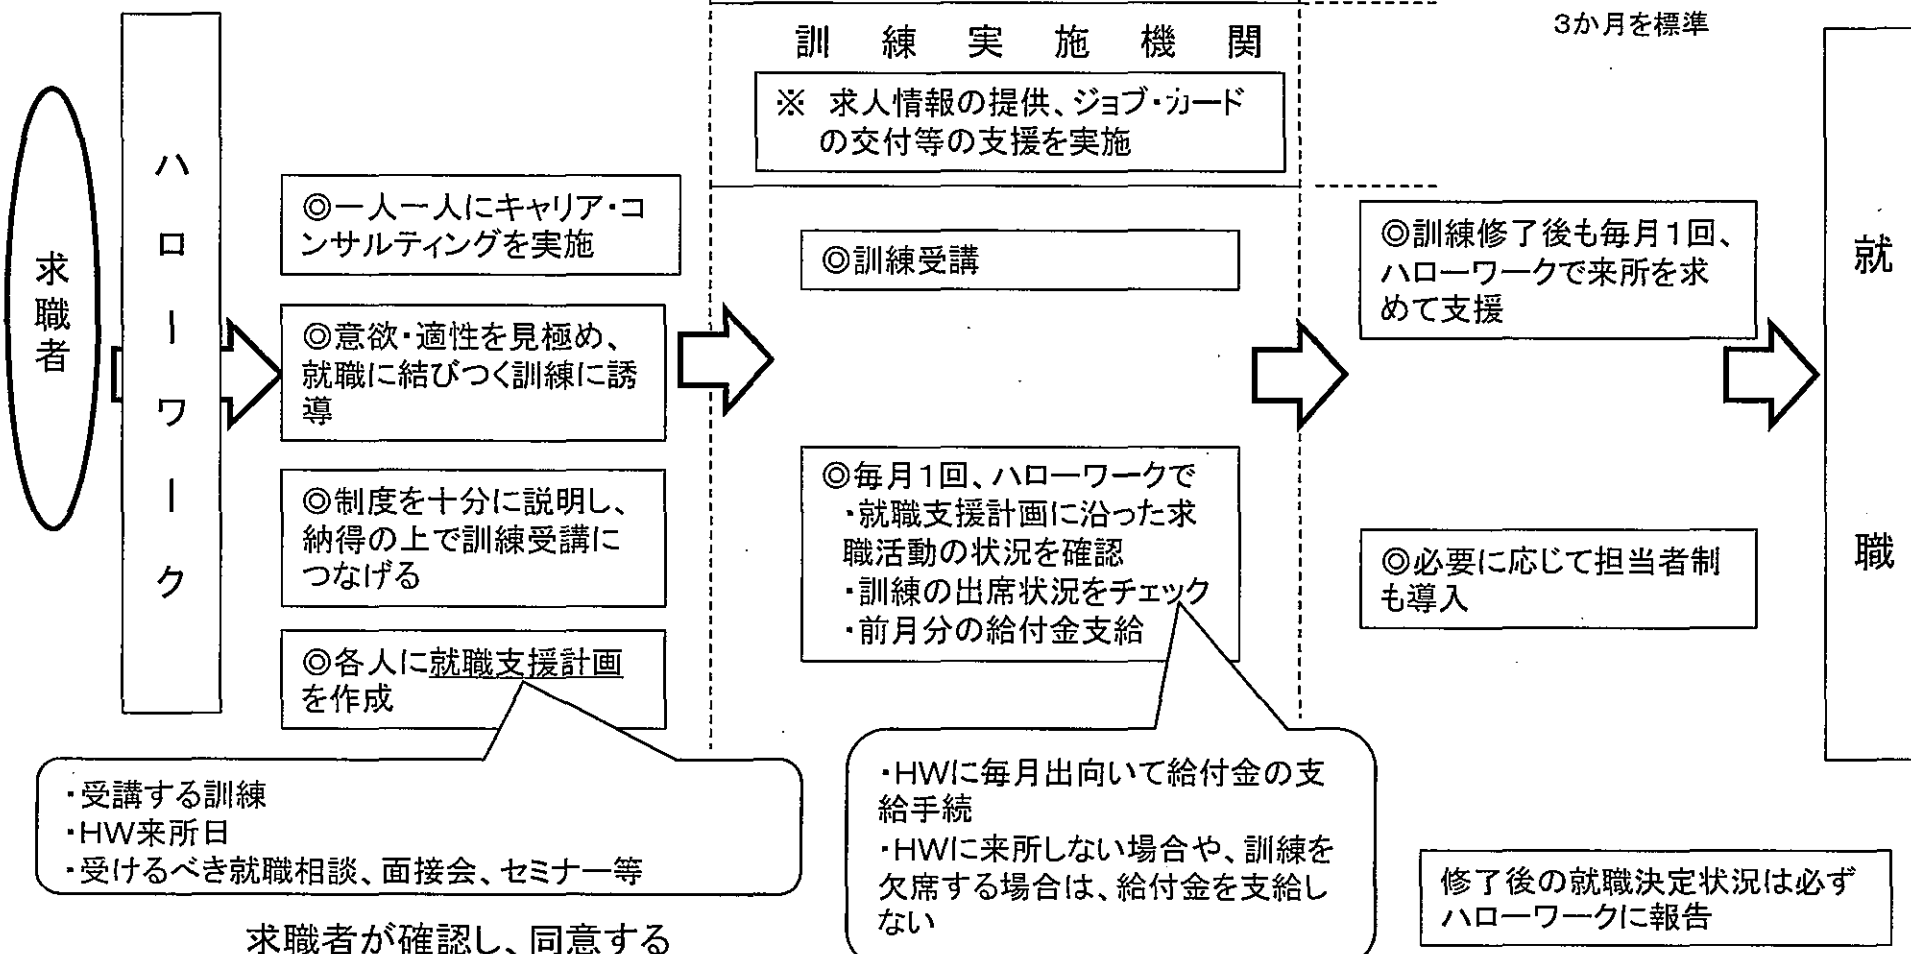 3か月を標準
訓練実施機関
※ 求人情報の提供、ジョブ・カード
の交付等の支援を実施
求職者
ハローワーク
◎一人一人にキャリア・コ
ンサルティングを実施
◎意欲・適性を見極め、
就職に結びつく訓練に誘
導
◎制度を十分に説明し、
納得の上で訓練受講に
つなげる
◎各人に就職支援計画
を作成
・受講する訓練
・HW来所日
・受けるべき就職相談、面接会、セミナー等
求職者が確認し、同意する
◎訓練受講
◎毎月1回、ハローワークで
・就職支援計画に沿った求
職活動の状況を確認
・訓練の出席状況をチェック
・前月分の給付金支給
・HWに毎月出向いて給付金の支
給手続
・HWに来所しない場合や、訓練を
欠席する場合は、給付金を支給し
ない
◎訓練修了後も毎月1回、
ハローワークで来所を求
めて支援
◎必要に応じて担当者制
も導入
修了後の就職決定状況は必ず
ハローワークに報告
就職